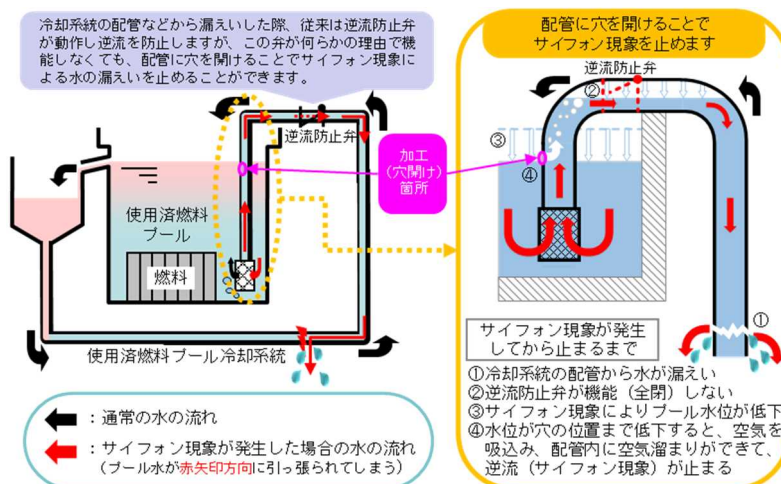 冷却系統の配管などから漏えいした際、従来は逆流防止弁
が動作し逆流を防止しますが、この弁が何らかの理由で機
能しなくても、配管に穴を開けることでサイフォン現象に
よる水の漏えいを止めることができます。
逆流防止弁
加工
（穴開け）
箇所
使用済燃料
プール
燃料
使用済燃料プール冷却系統
：通常の水の流れ
：サイフォン現象が発生した場合の水の流れ
（プール水が赤矢印方向に引っ張られてしまう）
配管に穴を開けることで
サイフォン現象を止めます
逆流防止弁
②
③
④
①
サイフォン現象が発生
してから止まるまで
①冷却系統の配管から水が漏えい
②逆流防止弁が機能（全閉）しない
③サイフォン現象によりプール水位が低下
④水位が穴の位置まで低下すると、空気を
吸込み、配管内に空気溜まりができて、
逆流（サイフォン現象）が止まる